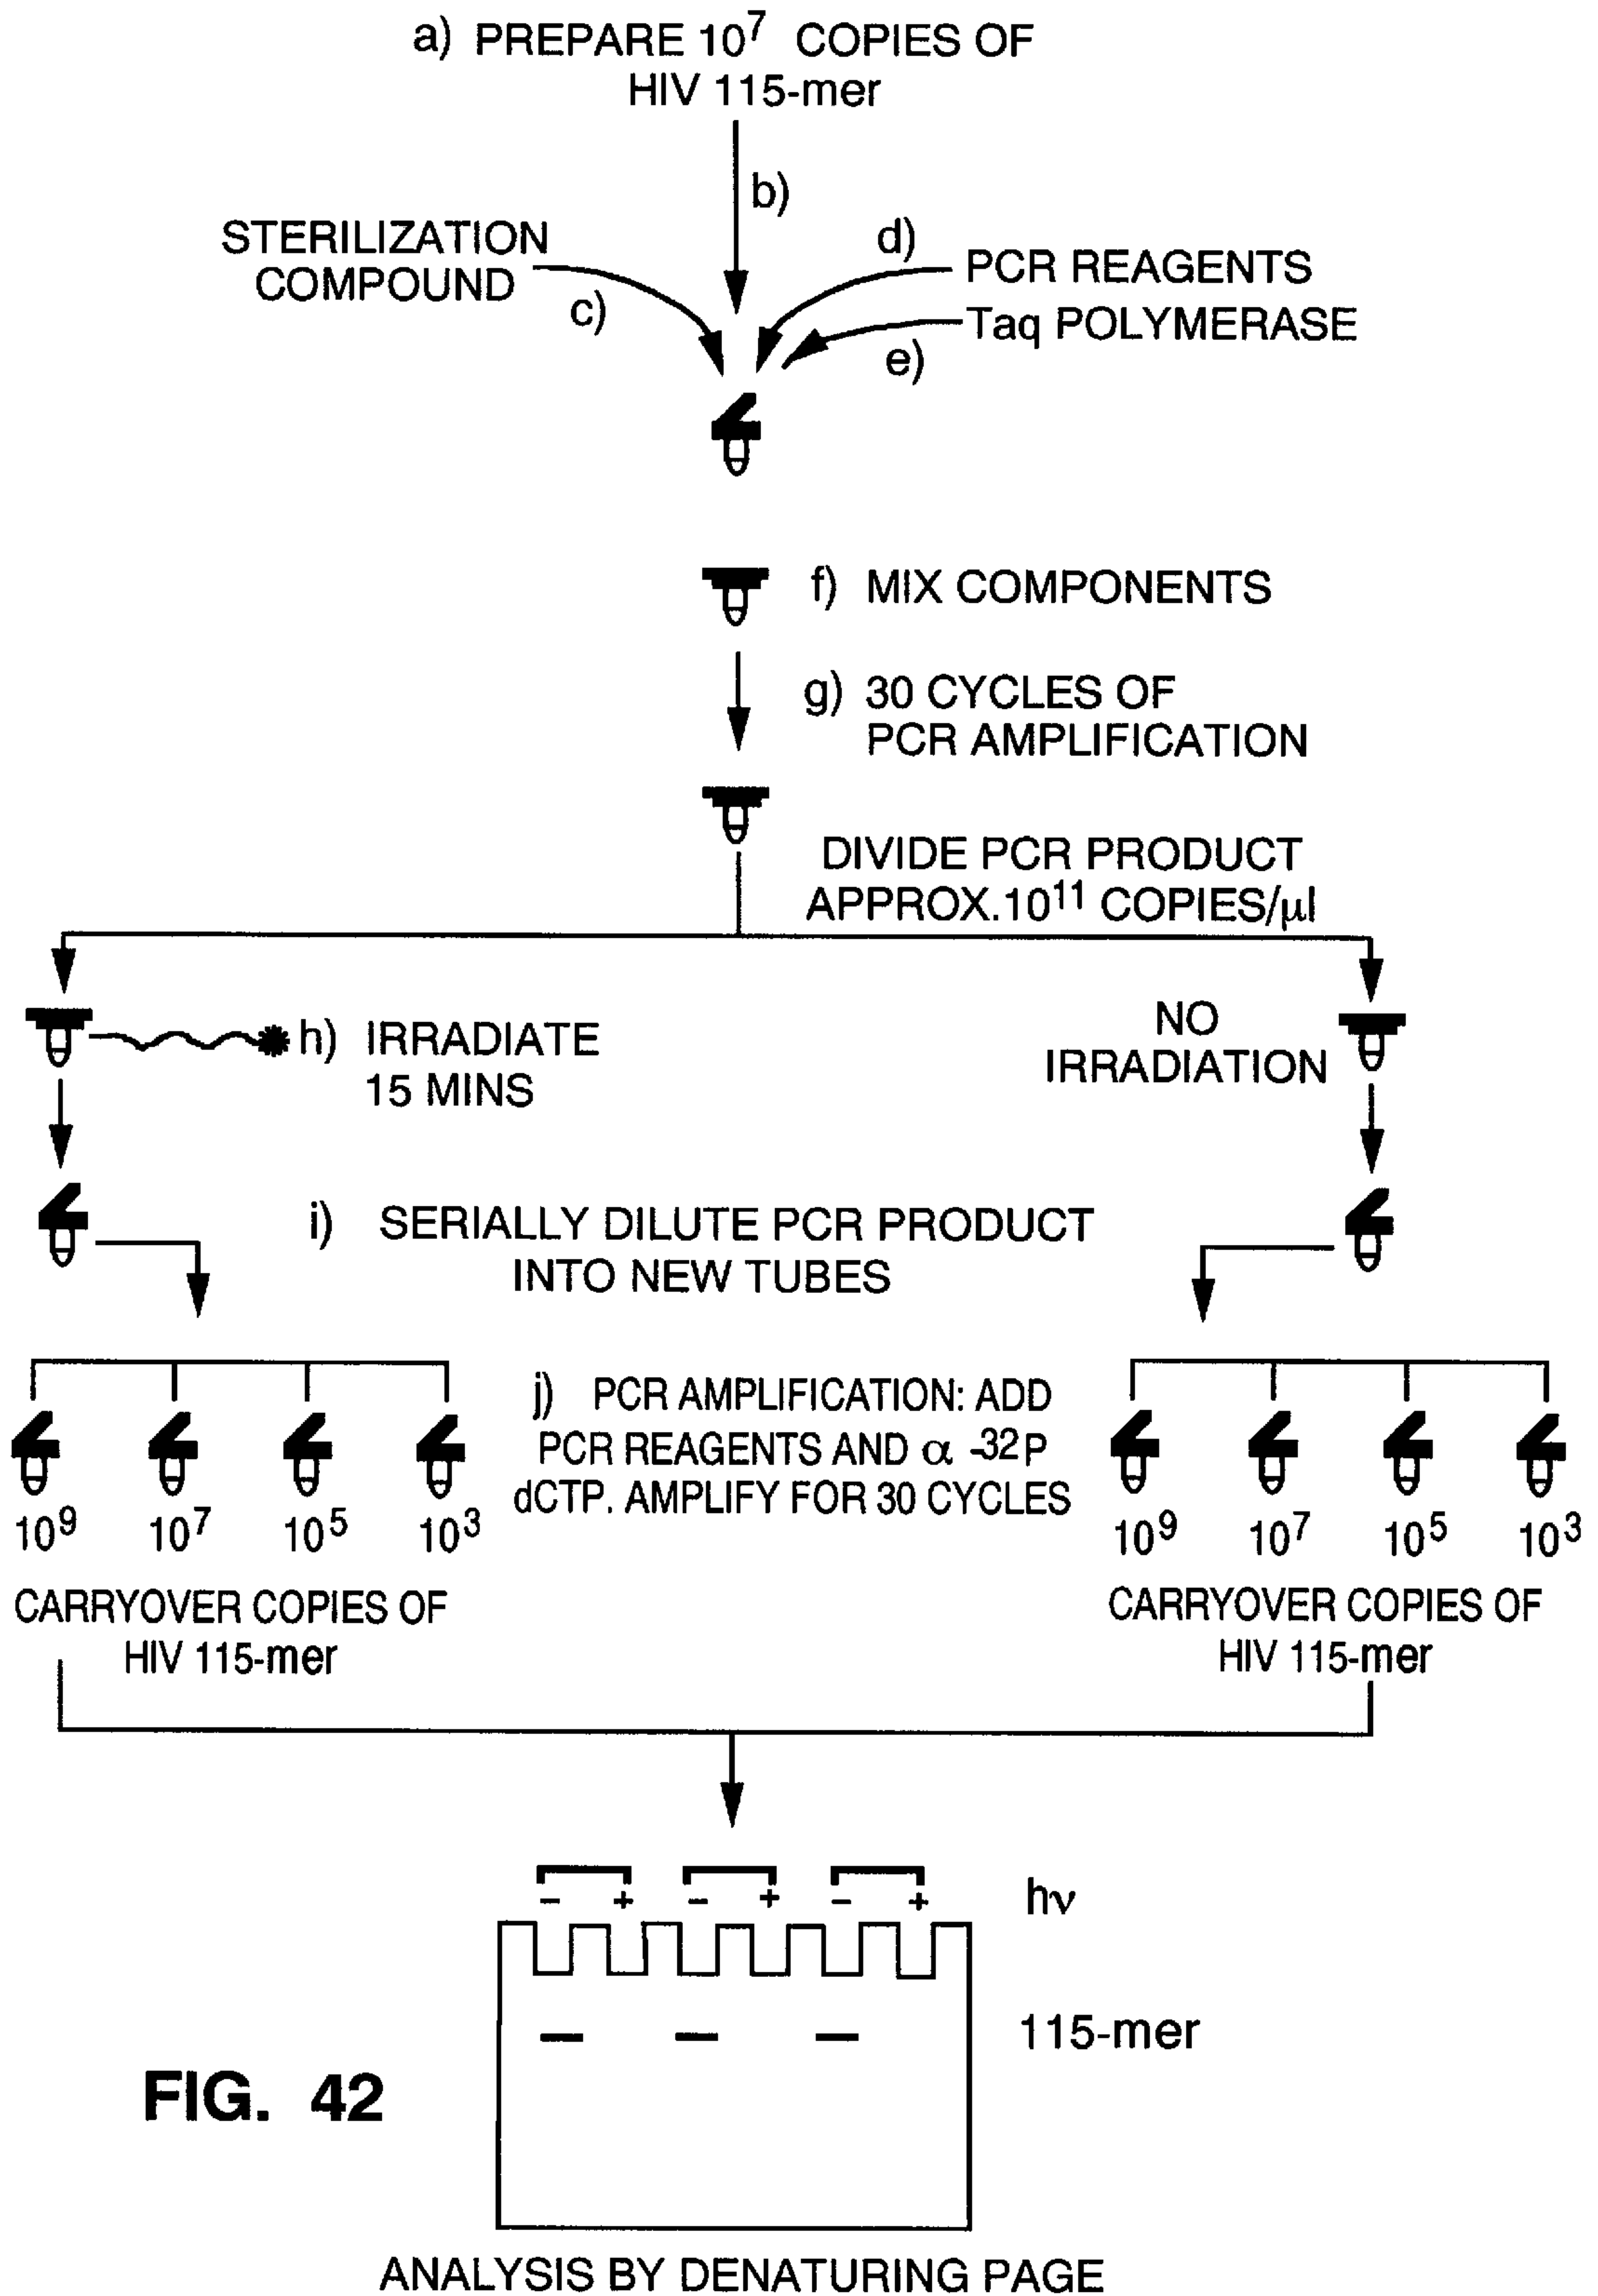 a) PREPARE 10⁷ COPIES OF
HIV 115-mer
b)
STERILIZATION
COMPOUND
c)
d)
PCR REAGENTS
Taq POLYMERASE
e)
f) MIX COMPONENTS
g) 30 CYCLES OF
PCR AMPLIFICATION
DIVIDE PCR PRODUCT
APPROX.10¹¹ COPIES/µl
h) IRRADIATE
15 MINS
NO
IRRADIATION
i) SERIALLY DILUTE PCR PRODUCT
INTO NEW TUBES
j) PCR AMPLIFICATION: ADD
PCR REAGENTS AND α -32P
dCTP. AMPLIFY FOR 30 CYCLES
10⁹ 10⁷ 10⁵ 10³
CARRYOVER COPIES OF
HIV 115-mer
10⁹ 10⁷ 10⁵ 10³
CARRYOVER COPIES OF
HIV 115-mer
– + – + – + hν
115-mer
FIG. 42
ANALYSIS BY DENATURING PAGE